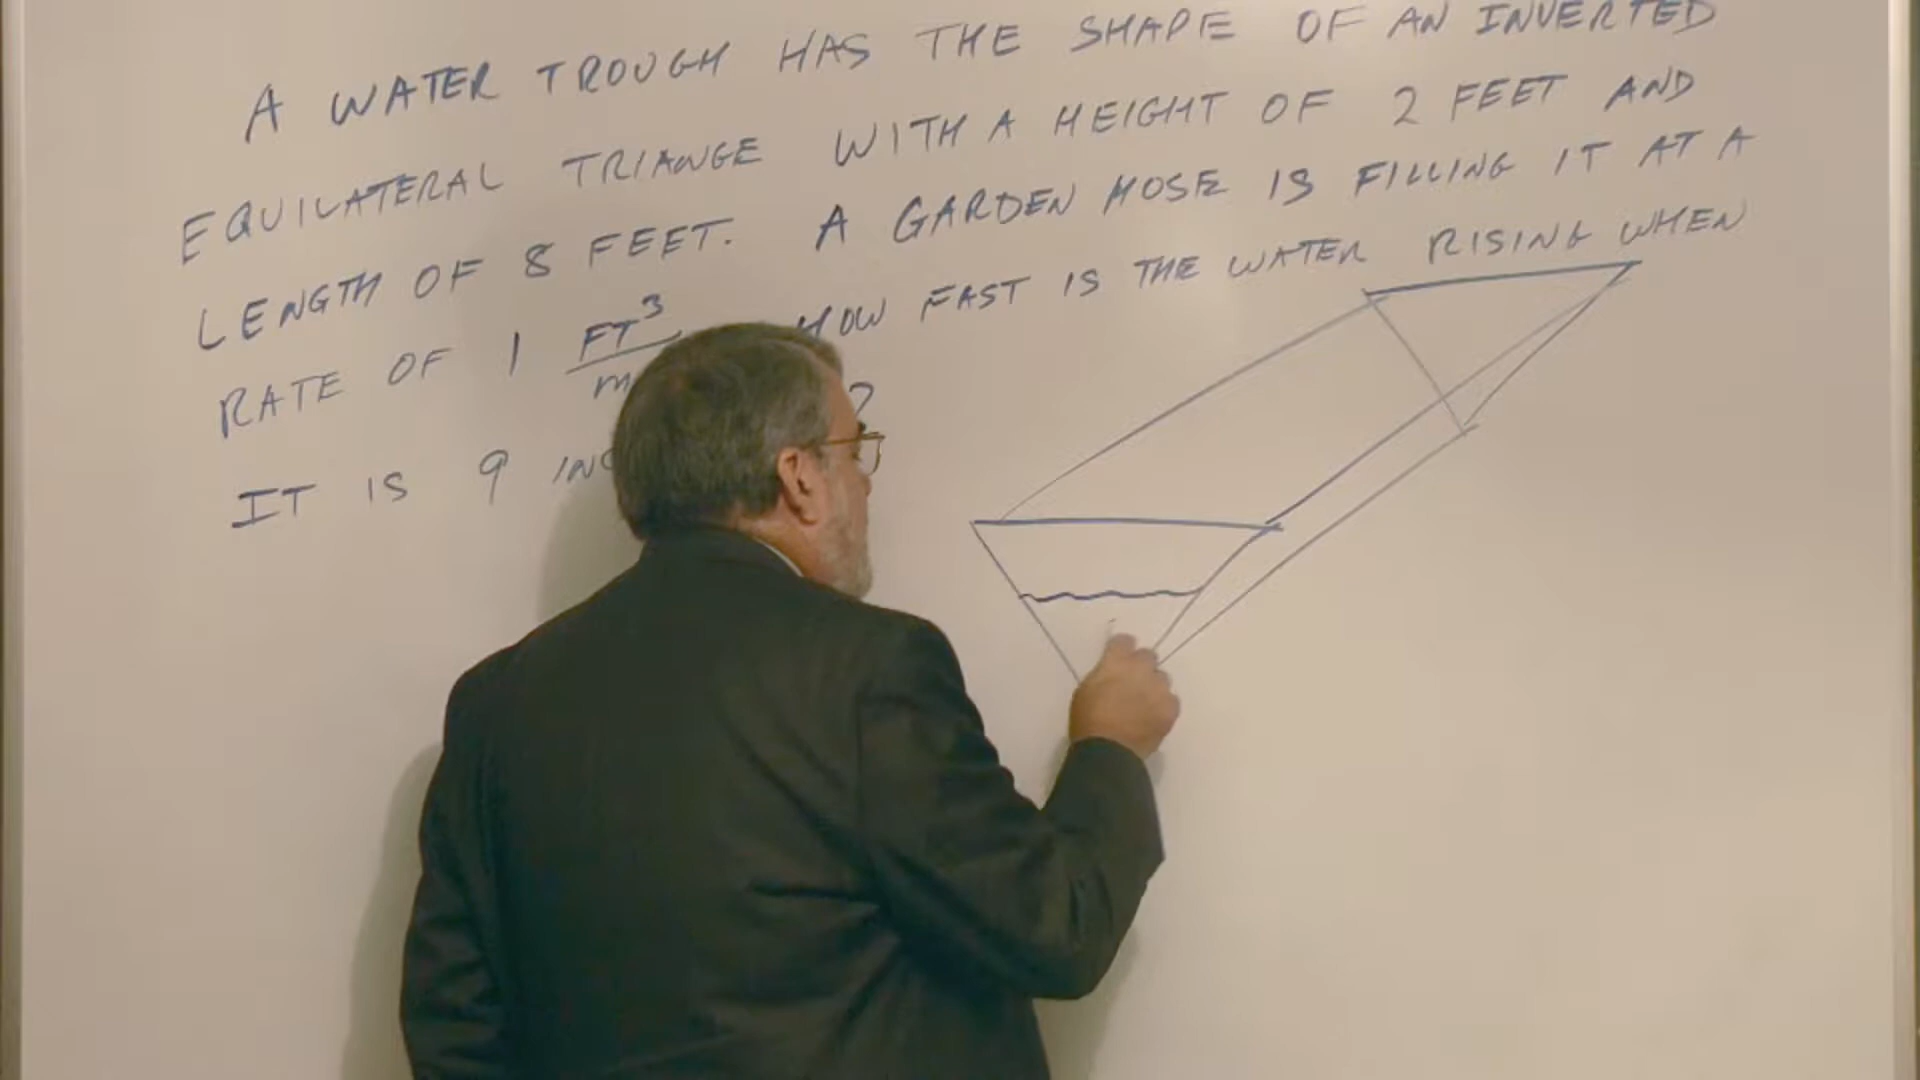 A WATER TROUGH HAS THE SHAPE OF AN INVERTED
EQUILATERAL TRIANGE WITH A HEIGHT OF 2 FEET AND
LENGTH OF 8 FEET. A GARDEN HOSE IS FILLING IT AT A
RATE OF 1 FT³/m HOW FAST IS THE WATER RISING WHEN
IT IS 9 INC ?